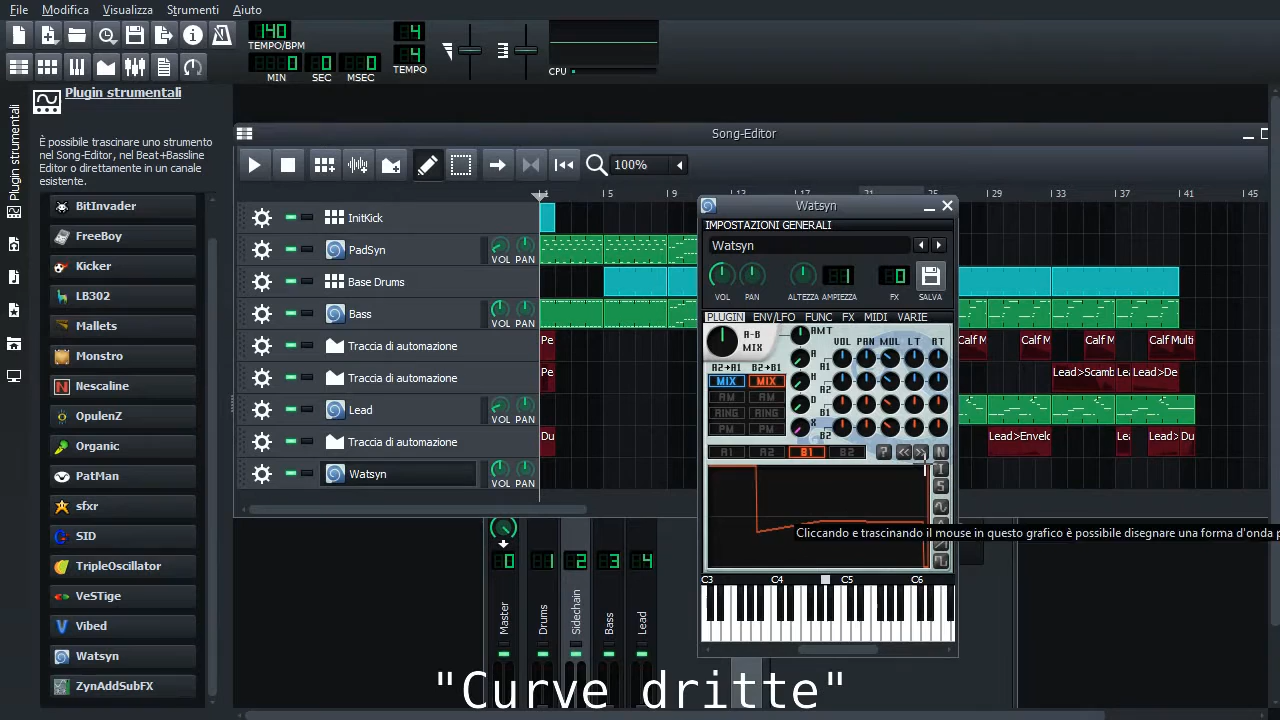 File Modifica Visualizza Strumenti Aiuto
140
TEMPO/BPM
0 0 0
MIN SEC MSEC
4
4
TEMPO
CPU
Plugin strumentali
Plugin strumentali
È possibile trascinare uno strumento
nel Song-Editor, nel Beat+Bassline
Editor o direttamente in un canale
esistente.
BitInvader
FreeBoy
Kicker
LB302
Mallets
Monstro
Nescaline
OpulenZ
Organic
PatMan
sfxr
SID
TripleOscillator
VeSTige
Vibed
Watsyn
ZynAddSubFX
Song-Editor
100%
1 5 9 13 17 21 25 29 33 37 41 45
InitKick
PadSyn VOL PAN
Base Drums
Bass VOL PAN
Traccia di automazione Pe Calf M Calf M Calf M Calf Multi
Traccia di automazione Pe Lead>Scamb Lead Lead>De
Lead VOL PAN
Traccia di automazione Du Lead>Envelo Lea Lead> Du
Watsyn VOL PAN
Watsyn
IMPOSTAZIONI GENERALI
Watsyn
1 0
VOL PAN ALTEZZA AMPIEZZA FX SALVA
PLUGIN ENV/LFO FUNC FX MIDI VARIE
A-B
MIX
AMT
VOL PAN MUL LT RT
A2→A1 B2→B1
MIX MIX
AM AM
RING RING
PM PM
A1
A2
B1
B2
A1 A2 B1 B2 ? N
I
S
Cliccando e trascinando il mouse in questo grafico è possibile disegnare una forma d'onda p
C3 C4 C5 C6
0 1 2 3 4
Master Drums Sidechain Bass Lead
"Curve dritte"